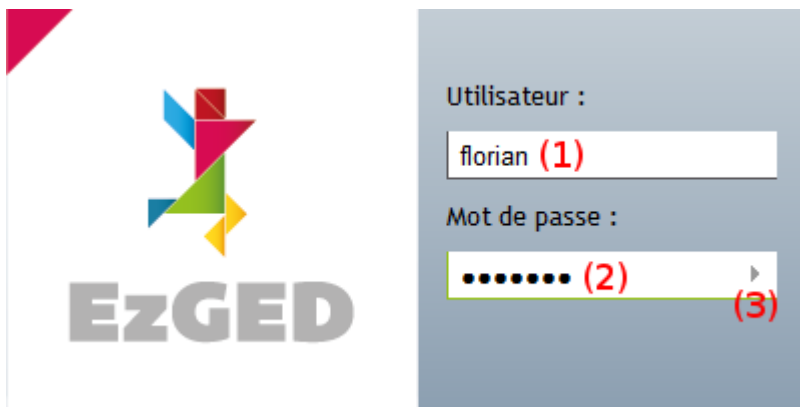 EzGED
Utilisateur :
florian (1)
Mot de passe :
••••••• (2)
(3)